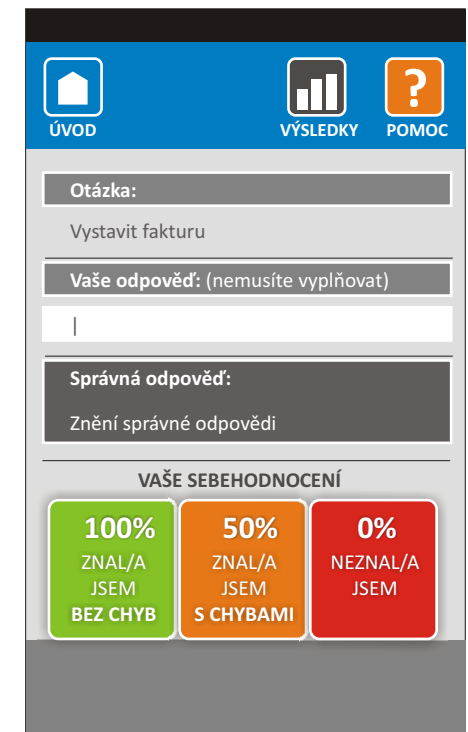 ÚVOD
VÝSLEDKY
POMOC
Otázka:
Vystavit fakturu
Vaše odpověď: (nemusíte vyplňovat)
|
Správná odpověď:
Znění správné odpovědi
VAŠE SEBEHODNOCENÍ
100%
ZNAL/A
JSEM
BEZ CHYB
50%
ZNAL/A
JSEM
S CHYBAMI
0%
NEZNAL/A
JSEM